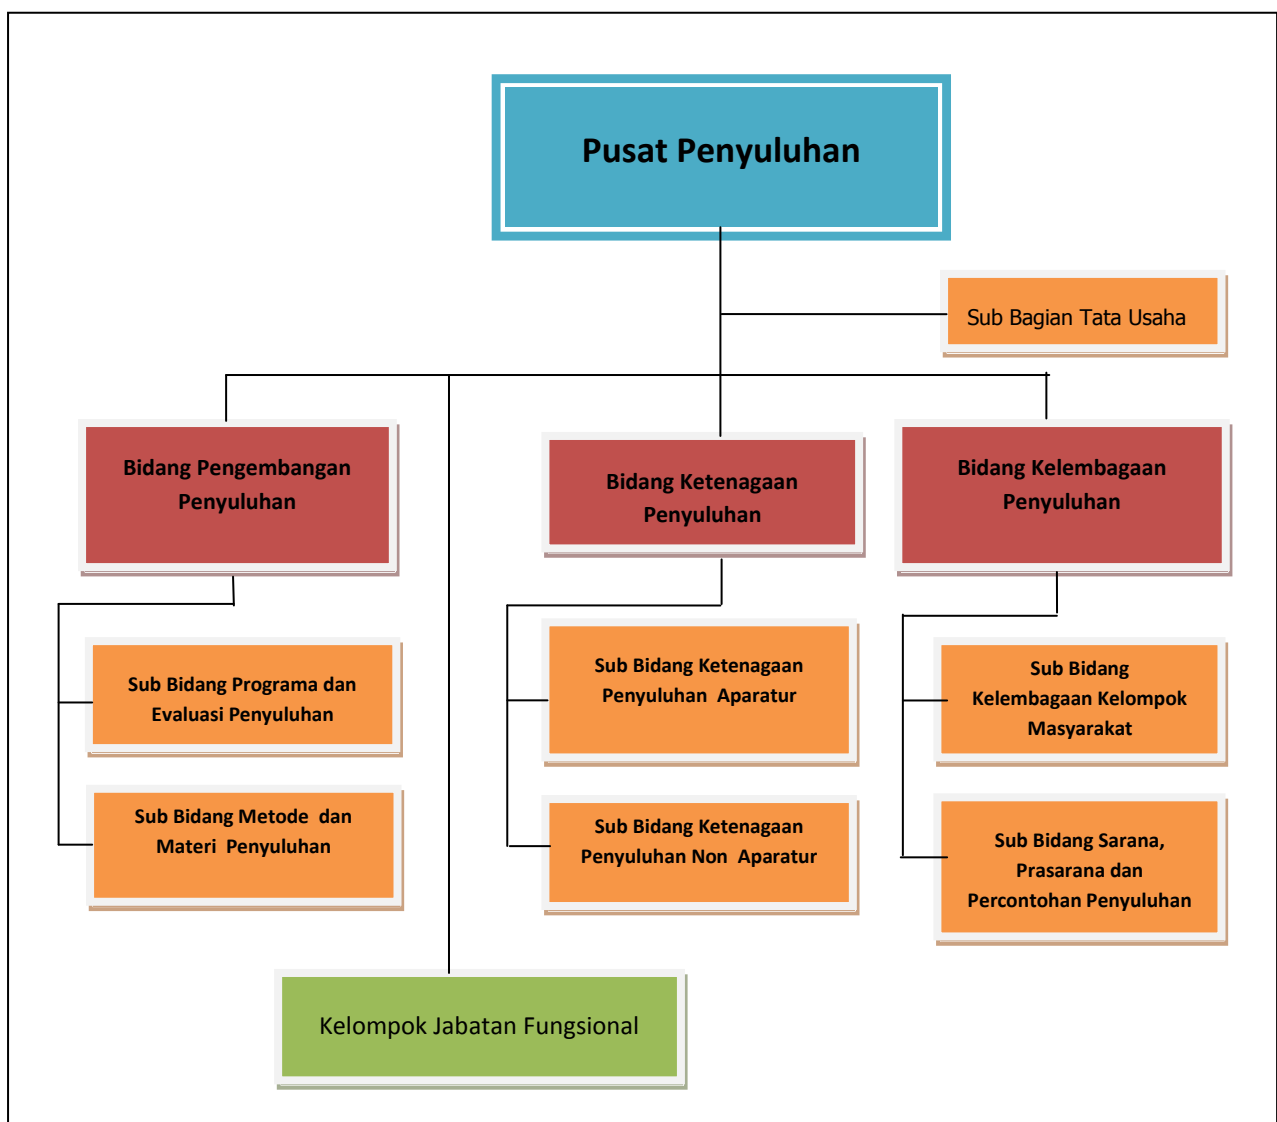 Pusat Penyuluhan
Sub Bagian Tata Usaha
Bidang Pengembangan
Penyuluhan
Bidang Ketenagaan
Penyuluhan
Bidang Kelembagaan
Penyuluhan
Sub Bidang Programa dan
Evaluasi Penyuluhan
Sub Bidang Ketenagaan
Penyuluhan Aparatur
Sub Bidang
Kelembagaan Kelompok
Masyarakat
Sub Bidang Metode dan
Materi Penyuluhan
Sub Bidang Ketenagaan
Penyuluhan Non Aparatur
Sub Bidang Sarana,
Prasarana dan
Percontohan Penyuluhan
Kelompok Jabatan Fungsional